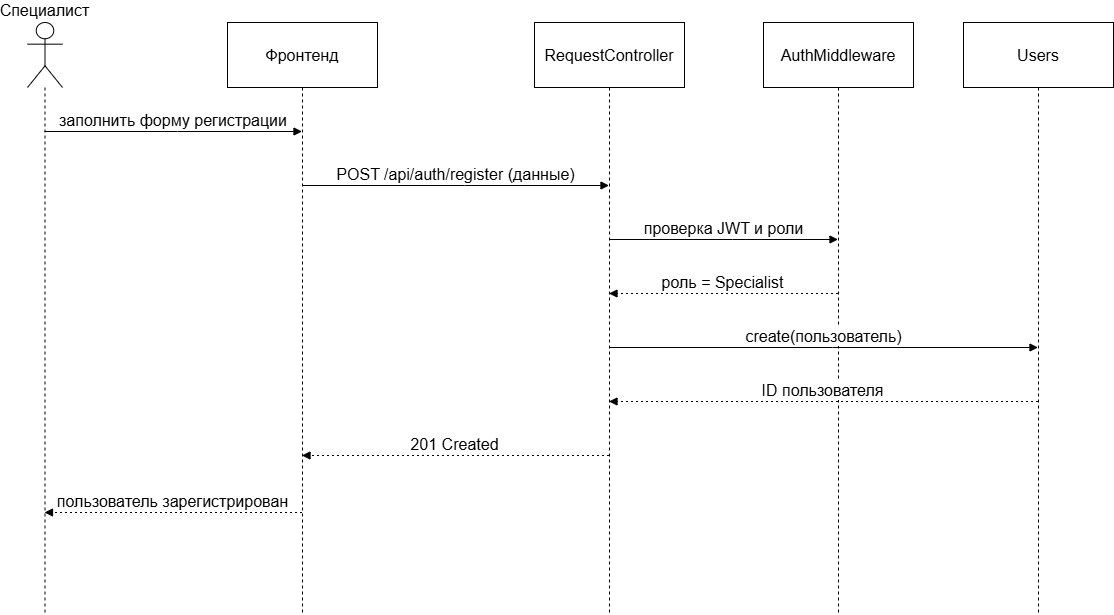 Специалист
Фронтенд
RequestController
AuthMiddleware
Users
заполнить форму регистрации
POST /api/auth/register (данные)
проверка JWT и роли
роль = Specialist
create(пользователь)
ID пользователя
201 Created
пользователь зарегистрирован